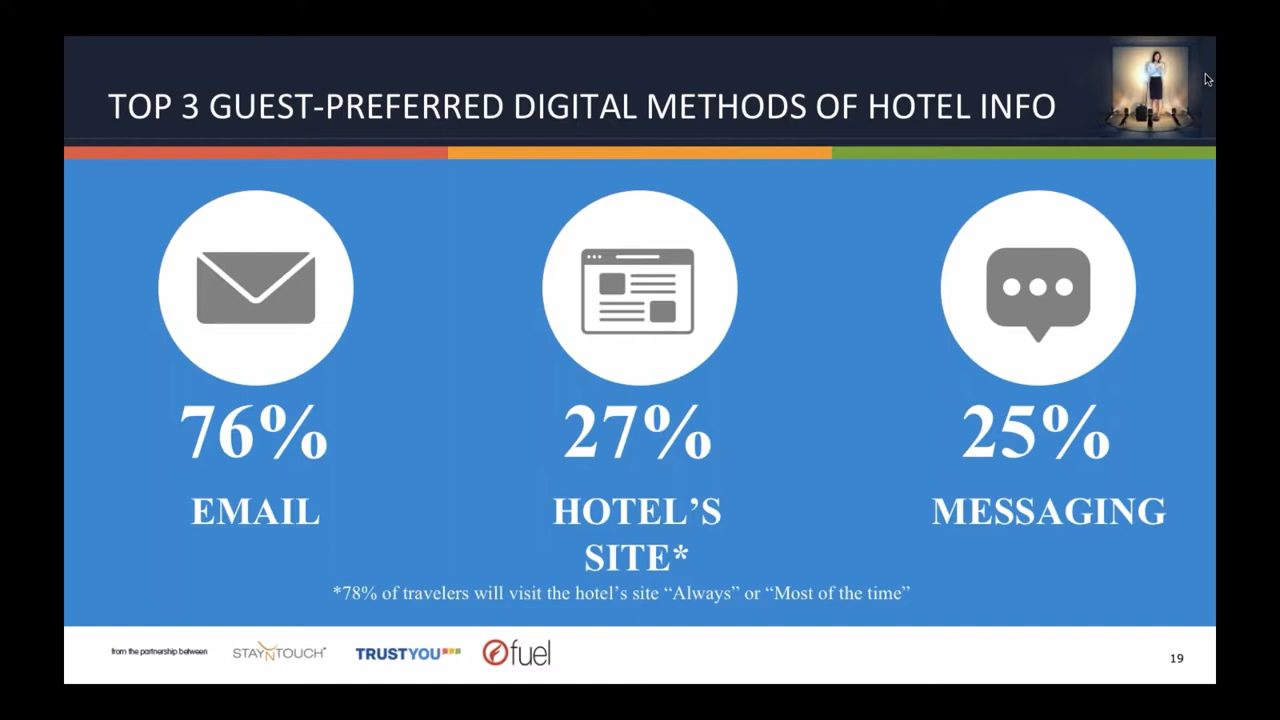 TOP 3 GUEST-PREFERRED DIGITAL METHODS OF HOTEL INFO
76%
27%
25%
EMAIL
HOTEL’S
SITE*
MESSAGING
*78% of travelers will visit the hotel’s site “Always” or “Most of the time”
from the partnership between
STAYNTOUCH
TRUSTYOU
fuel
19